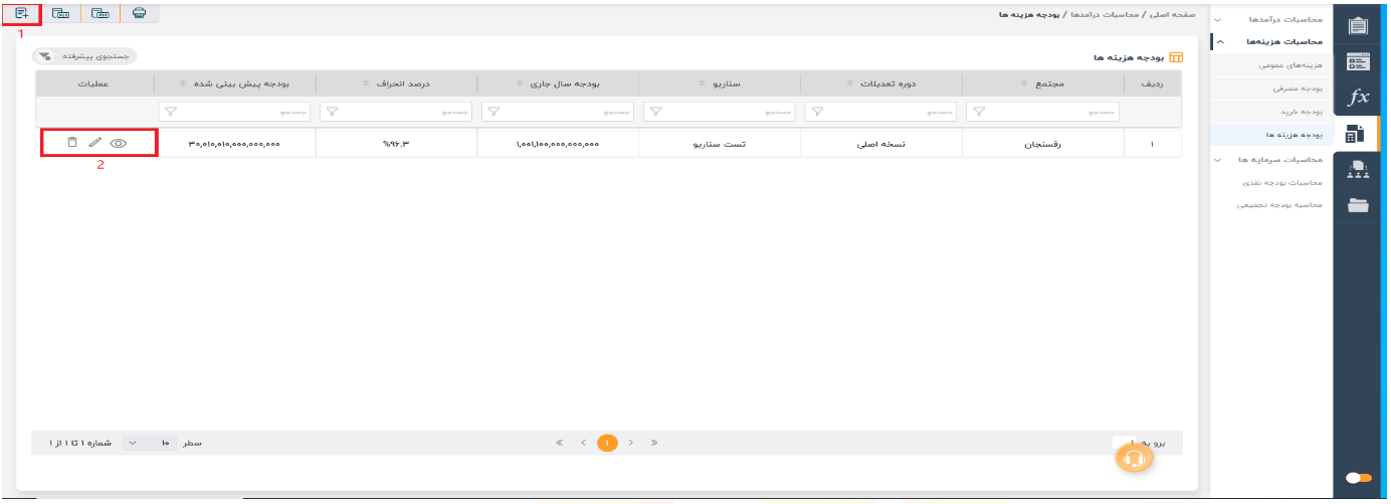 صفحه اصلی / محاسبات درآمدها / بودجه هزینه ها
1
بودجه هزینه ها
جستجوی پیشرفته
ردیف مجتمع دوره تعدیلات سناریو بودجه سال جاری درصد انحراف بودجه پیش بینی شده عملیات
جستجو جستجو جستجو جستجو جستجو جستجو
۱ رفسنجان نسخه اصلی تست سناریو ۱,۰۰۱,۱۰۰,۰۰۰,۰۰۰,۰۰۰ %۹۶.۳ ۳۰,۰۱۰,۰۱۰,۰۰۰,۰۰۰,۰۰۰
2
برو به ۱
۱
سطر ۱۰ شماره ۱ تا ۱ از ۱
محاسبات درآمدها
محاسبات هزینه‌ها
هزینه‌های عمومی
بودجه مصرفی
بودجه خرید
بودجه هزینه ها
محاسبات سرمایه ها
محاسبات بودجه نقدی
محاسبه بودجه تجمیعی
fx